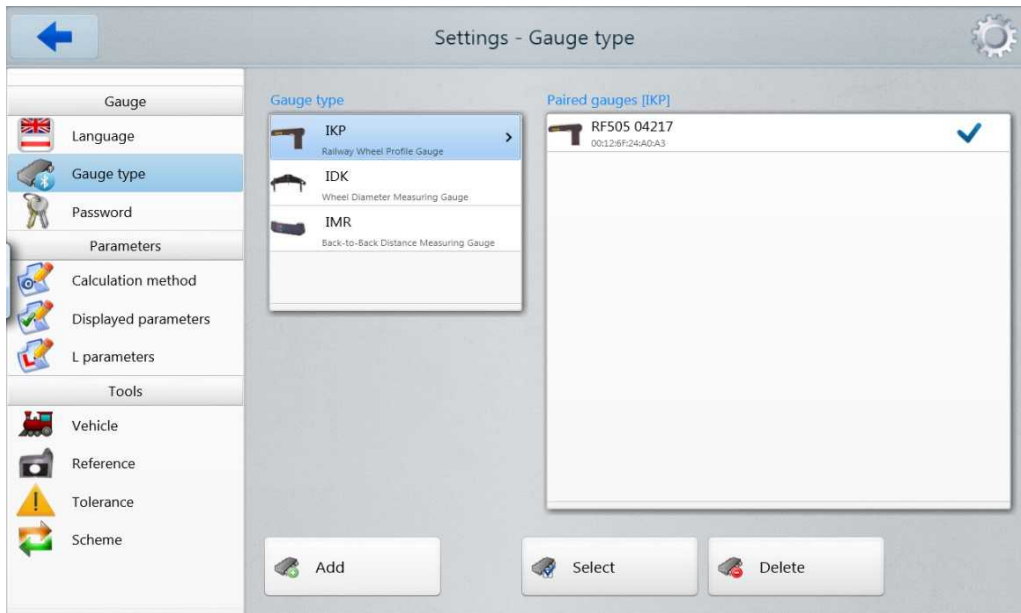 Settings - Gauge type
Gauge
Language
Gauge type
Password
Parameters
Calculation method
Displayed parameters
L parameters
Tools
Vehicle
Reference
Tolerance
Scheme
Gauge type
IKP
Railway Wheel Profile Gauge
IDK
Wheel Diameter Measuring Gauge
IMR
Back-to-Back Distance Measuring Gauge
Paired gauges [IKP]
RF505 04217
00:12:6F:24:A0:A3
Add
Select
Delete